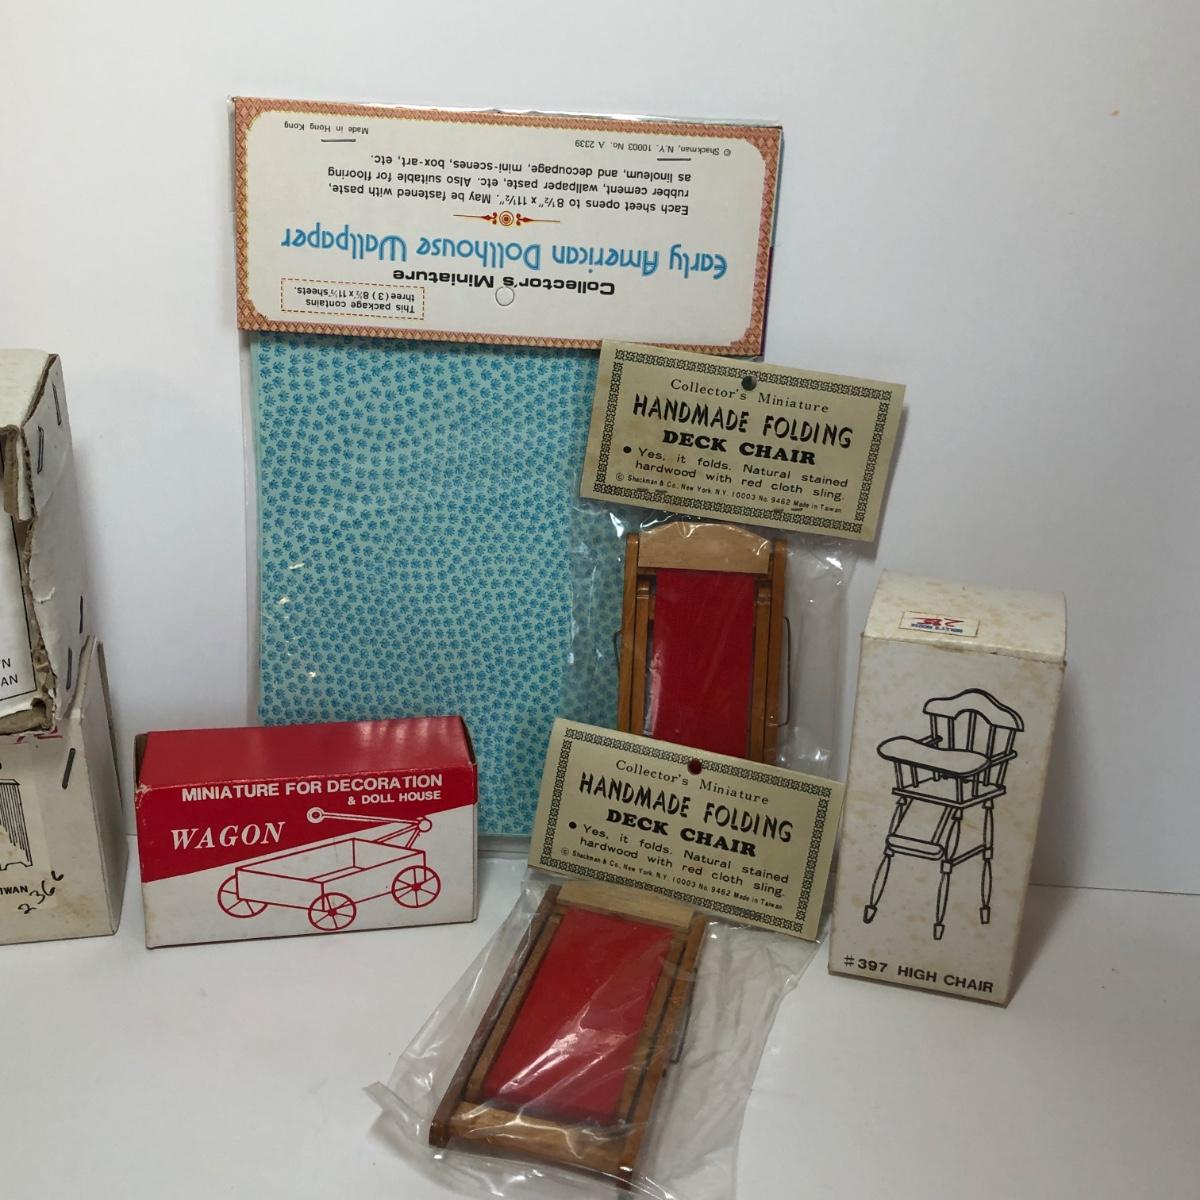 This package contains
three (3) 8½ x 11½ sheets.
Collector's Miniature
Early American Dollhouse Wallpaper
Each sheet opens to 8½" x 11½". May be fastened with paste,
rubber cement, wallpaper paste, etc. Also suitable for flooring
as linoleum, and decoupage, mini-scenes, box-art, etc.
© Shackman, N.Y. 10003 No. A 2339
Made in Hong Kong
Collector's Miniature
HANDMADE FOLDING
DECK CHAIR
• Yes, it folds. Natural stained
hardwood with red cloth sling.
© Shackman & Co. New York. N.Y. 10003 No. 9462 Made in Taiwan
Collector's Miniature
HANDMADE FOLDING
DECK CHAIR
• Yes, it folds. Natural stained
hardwood with red cloth sling.
© Shackman & Co. New York. N.Y. 10003 No. 9462 Made in Taiwan
MINIATURE FOR DECORATION
& DOLL HOUSE
WAGON
#397 HIGH CHAIR
'N
AN
IWAN